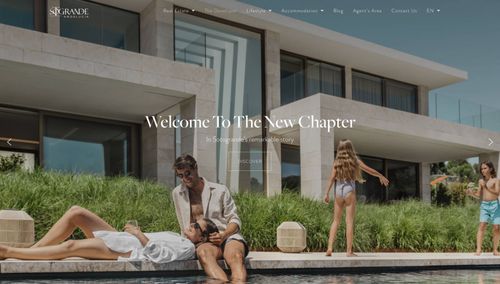 SOGRANDE
ANDALUCIA
Real Estate
The Developer
Lifestyle
Accommodation
Blog
Agent's Area
Contact Us
EN
Welcome To The New Chapter
In Sotogrande's remarkable story
DISCOVER